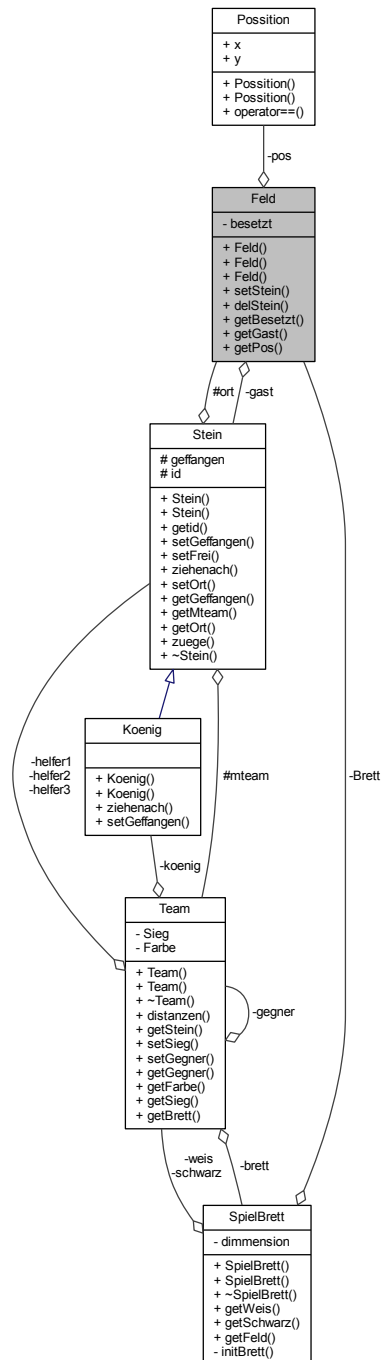 Possition
+ x
+ y
+ Possition()
+ Possition()
+ operator==()
-pos
Feld
- besetzt
+ Feld()
+ Feld()
+ Feld()
+ setStein()
+ delStein()
+ getBesetzt()
+ getGast()
+ getPos()
#ort
-gast
Stein
# geffangen
# id
+ Stein()
+ Stein()
+ getid()
+ setGeffangen()
+ setFrei()
+ ziehenach()
+ setOrt()
+ getGeffangen()
+ getMteam()
+ getOrt()
+ zuege()
+ ~Stein()
Koenig
+ Koenig()
+ Koenig()
+ ziehenach()
+ setGeffangen()
-helfer1
-helfer2
-helfer3
#mteam
-Brett
-koenig
Team
- Sieg
- Farbe
+ Team()
+ Team()
+ ~Team()
+ distanzen()
+ getStein()
+ setSieg()
+ setGegner()
+ getGegner()
+ getFarbe()
+ getSieg()
+ getBrett()
-gegner
-weis
-schwarz
-brett
SpielBrett
- dimmension
+ SpielBrett()
+ SpielBrett()
+ ~SpielBrett()
+ getWeis()
+ getSchwarz()
+ getFeld()
- initBrett()